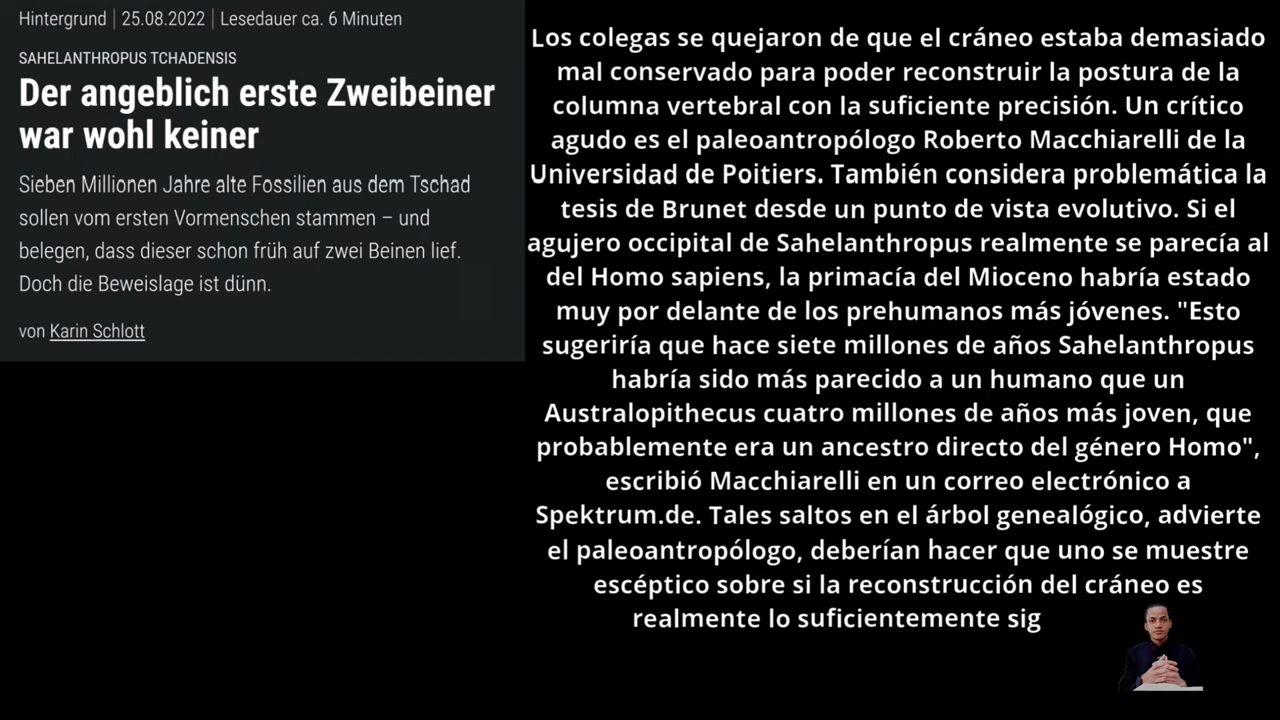 Hintergrund | 25.08.2022 | Lesedauer ca. 6 Minuten
SAHELANTHROPUS TCHADENSIS
Der angeblich erste Zweibeiner
war wohl keiner
Sieben Millionen Jahre alte Fossilien aus dem Tschad
sollen vom ersten Vormenschen stammen – und
belegen, dass dieser schon früh auf zwei Beinen lief.
Doch die Beweislage ist dünn.
von Karin Schlott
Los colegas se quejaron de que el cráneo estaba demasiado
mal conservado para poder reconstruir la postura de la
columna vertebral con la suficiente precisión. Un crítico
agudo es el paleoantropólogo Roberto Macchiarelli de la
Universidad de Poitiers. También considera problemática la
tesis de Brunet desde un punto de vista evolutivo. Si el
agujero occipital de Sahelanthropus realmente se parecía al
del Homo sapiens, la primacía del Mioceno habría estado
muy por delante de los prehumanos más jóvenes. "Esto
sugeriría que hace siete millones de años Sahelanthropus
habría sido más parecido a un humano que un
Australopithecus cuatro millones de años más joven, que
probablemente era un ancestro directo del género Homo",
escribió Macchiarelli en un correo electrónico a
Spektrum.de. Tales saltos en el árbol genealógico, advierte
el paleoantropólogo, deberían hacer que uno se muestre
escéptico sobre si la reconstrucción del cráneo es
realmente lo suficientemente sig